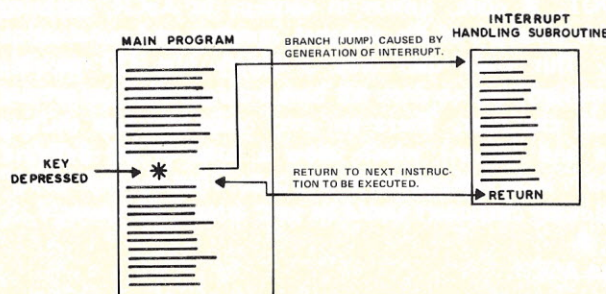 MAIN PROGRAM
BRANCH (JUMP) CAUSED BY
GENERATION OF INTERRUPT.
INTERRUPT
HANDLING SUBROUTINE
KEY
DEPRESSED
RETURN TO NEXT INSTRUC-
TION TO BE EXECUTED.
RETURN